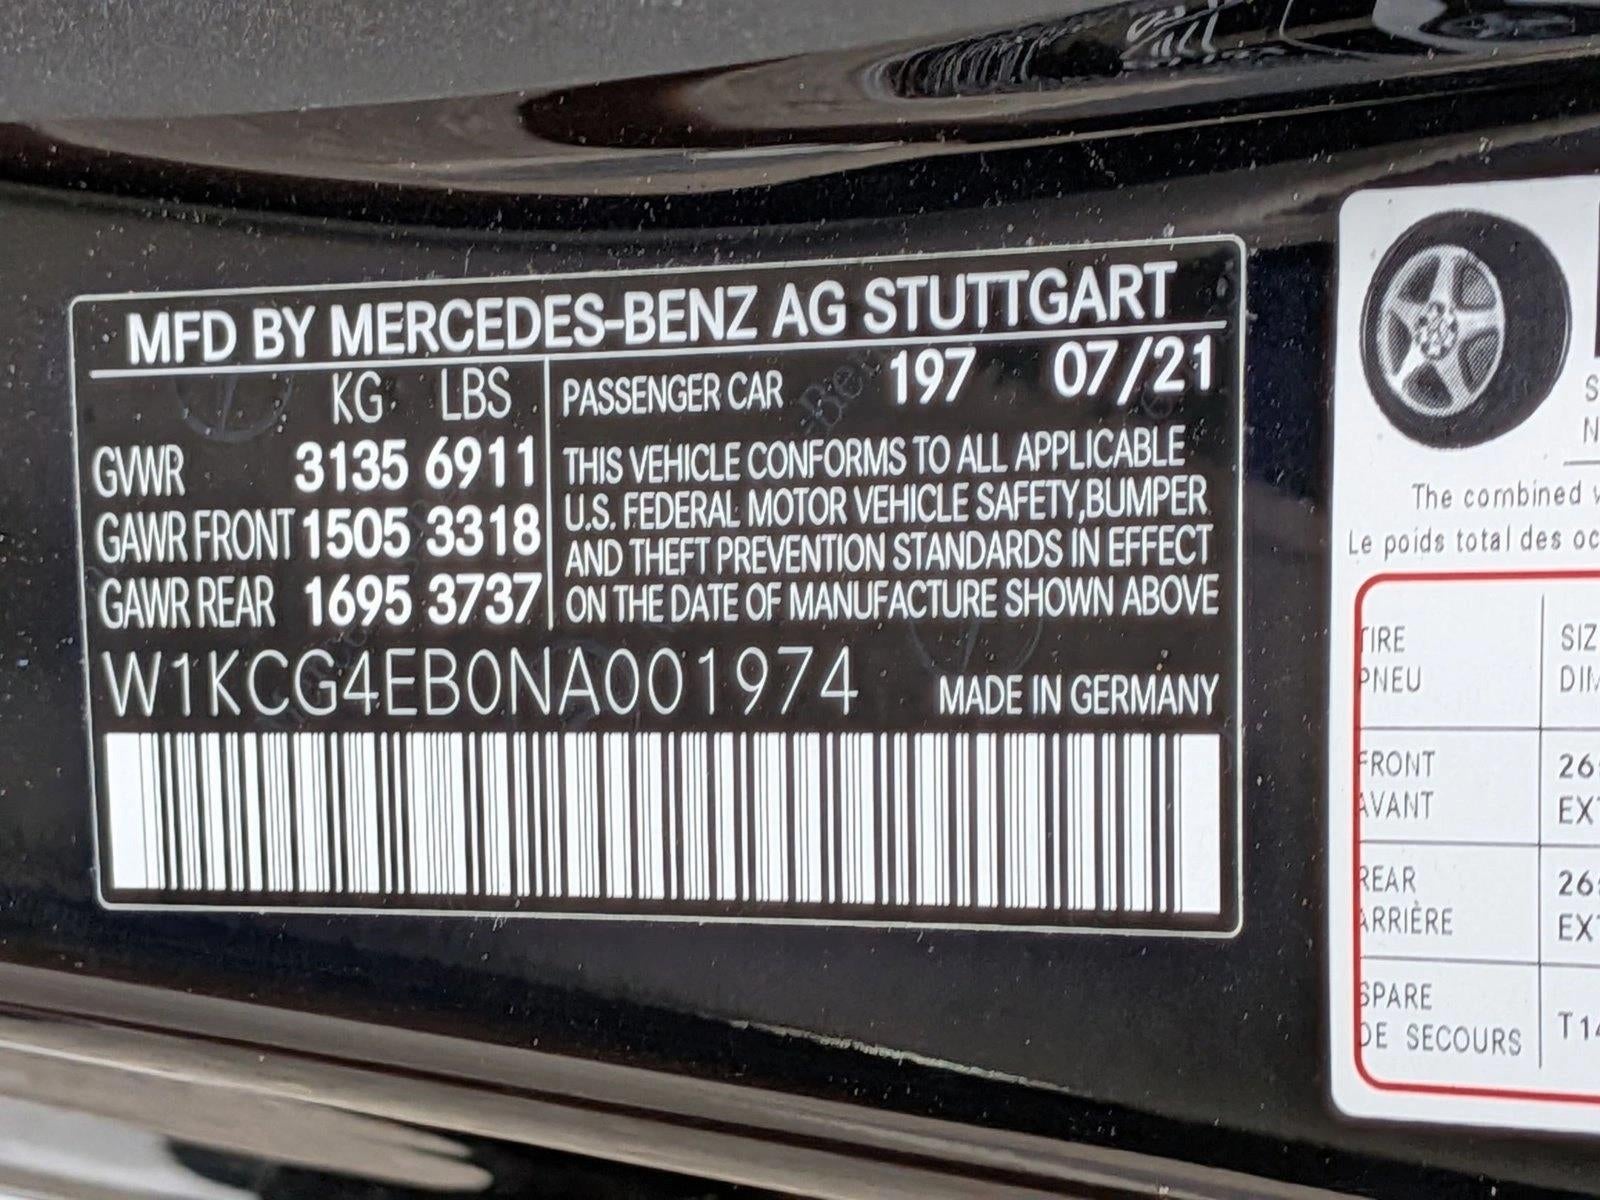 MFD BY MERCEDES-BENZ AG STUTTGART
KG LBS
GVWR 3135 6911
GAWR FRONT 1505 3318
GAWR REAR 1695 3737
PASSENGER CAR 197 07/21
THIS VEHICLE CONFORMS TO ALL APPLICABLE
U.S. FEDERAL MOTOR VEHICLE SAFETY,BUMPER
AND THEFT PREVENTION STANDARDS IN EFFECT
ON THE DATE OF MANUFACTURE SHOWN ABOVE
W1KCG4EB0NA001974 MADE IN GERMANY
The combined
Le poids total des
TIRE
PNEU
FRONT
AVANT
REAR
ARRIÈRE
SPARE
DE SECOURS